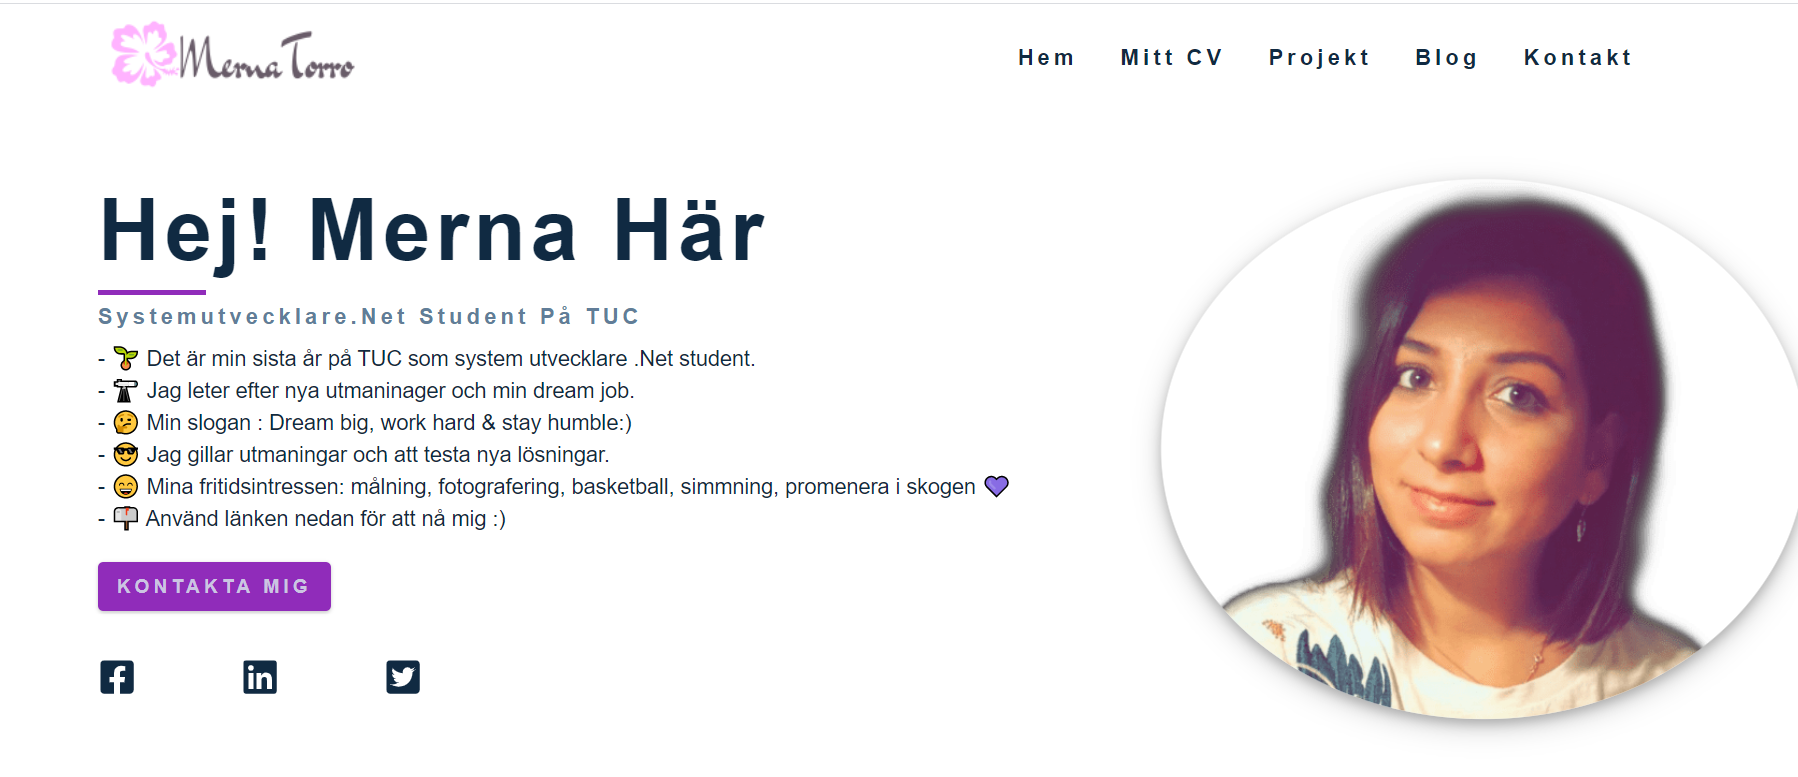 Merna Torro
Hem Mitt CV Projekt Blog Kontakt
Hej! Merna Här
Systemutvecklare.Net Student På TUC
- 🌱 Det är min sista år på TUC som system utvecklare .Net student.
- 🔭 Jag leter efter nya utmaninager och min dream job.
- 🤔 Min slogan : Dream big, work hard & stay humble:)
- 😎 Jag gillar utmaningar och att testa nya lösningar.
- 😄 Mina fritidsintressen: målning, fotografering, basketball, simmning, promenera i skogen 💜
- 📫 Använd länken nedan för att nå mig :)
KONTAKTA MIG